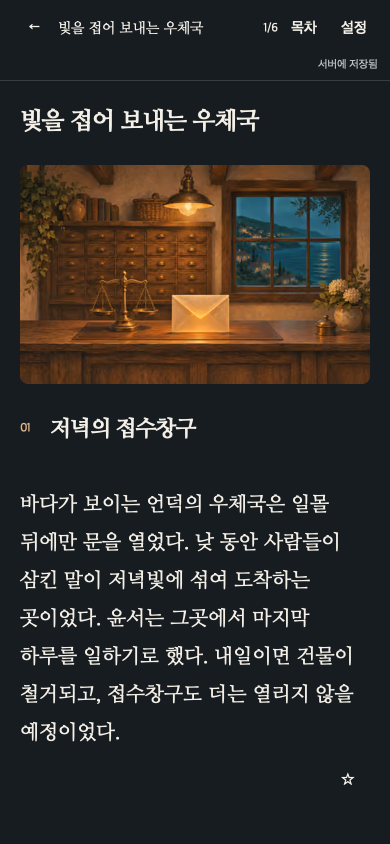 ← 빛을 접어 보내는 우체국 1/6 목차 설정
서버에 저장됨
빛을 접어 보내는 우체국
01 저녁의 접수창구
바다가 보이는 언덕의 우체국은 일몰
뒤에만 문을 열었다. 낮 동안 사람들이
삼킨 말이 저녁빛에 섞여 도착하는
곳이었다. 윤서는 그곳에서 마지막
하루를 일하기로 했다. 내일이면 건물이
철거되고, 접수창구도 더는 열리지 않을
예정이었다.
☆